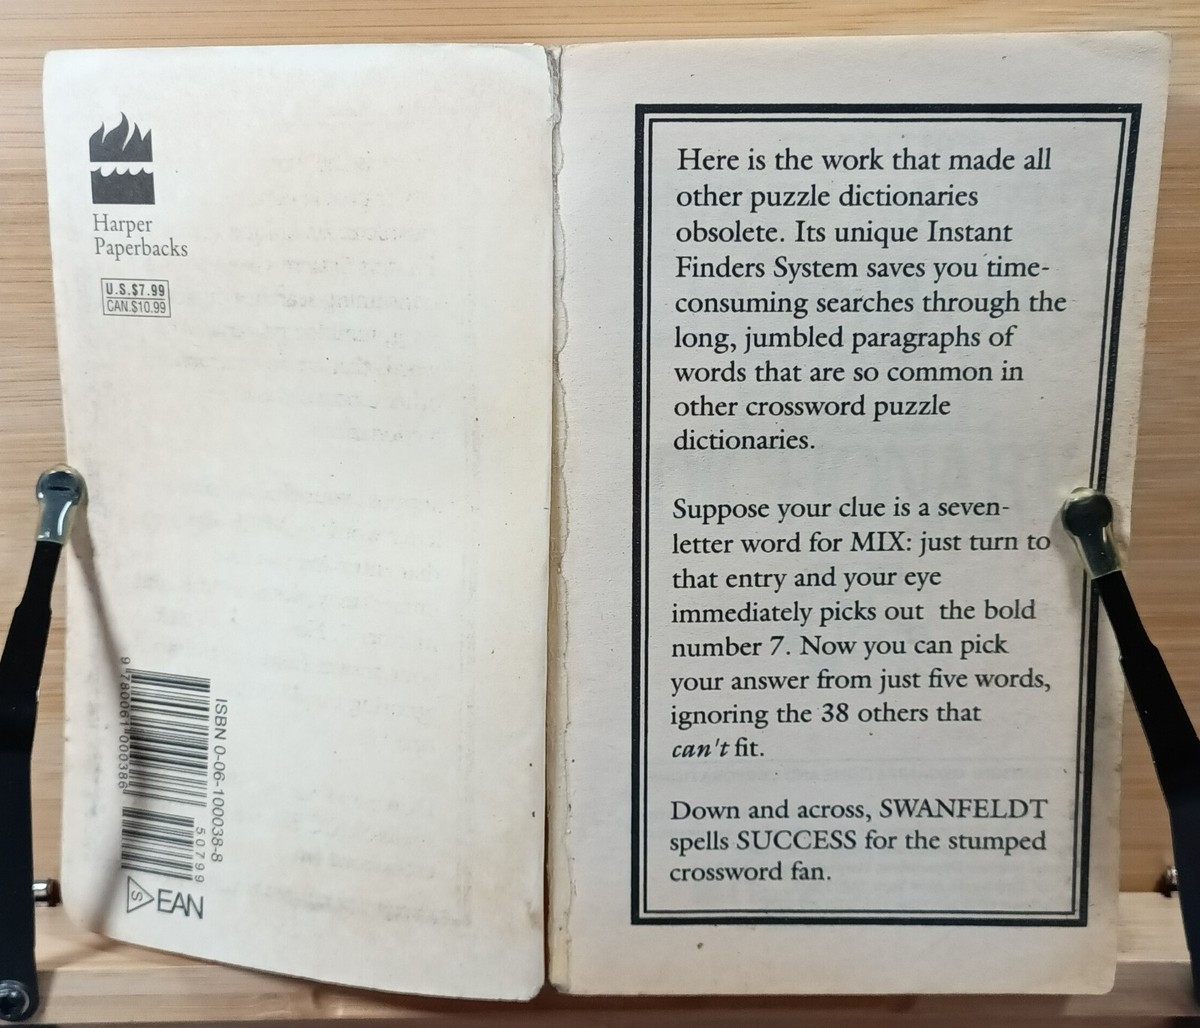 Harper
Paperbacks
U.S.$7.99
CAN.$10.99
ISBN 0-06-100038-8
9 780061 000386
50799
S
EAN
Here is the work that made all
other puzzle dictionaries
obsolete. Its unique Instant
Finders System saves you time-
consuming searches through the
long, jumbled paragraphs of
words that are so common in
other crossword puzzle
dictionaries.
Suppose your clue is a seven-
letter word for MIX: just turn to
that entry and your eye
immediately picks out the bold
number 7. Now you can pick
your answer from just five words,
ignoring the 38 others that
can't fit.
Down and across, SWANFELDT
spells SUCCESS for the stumped
crossword fan.